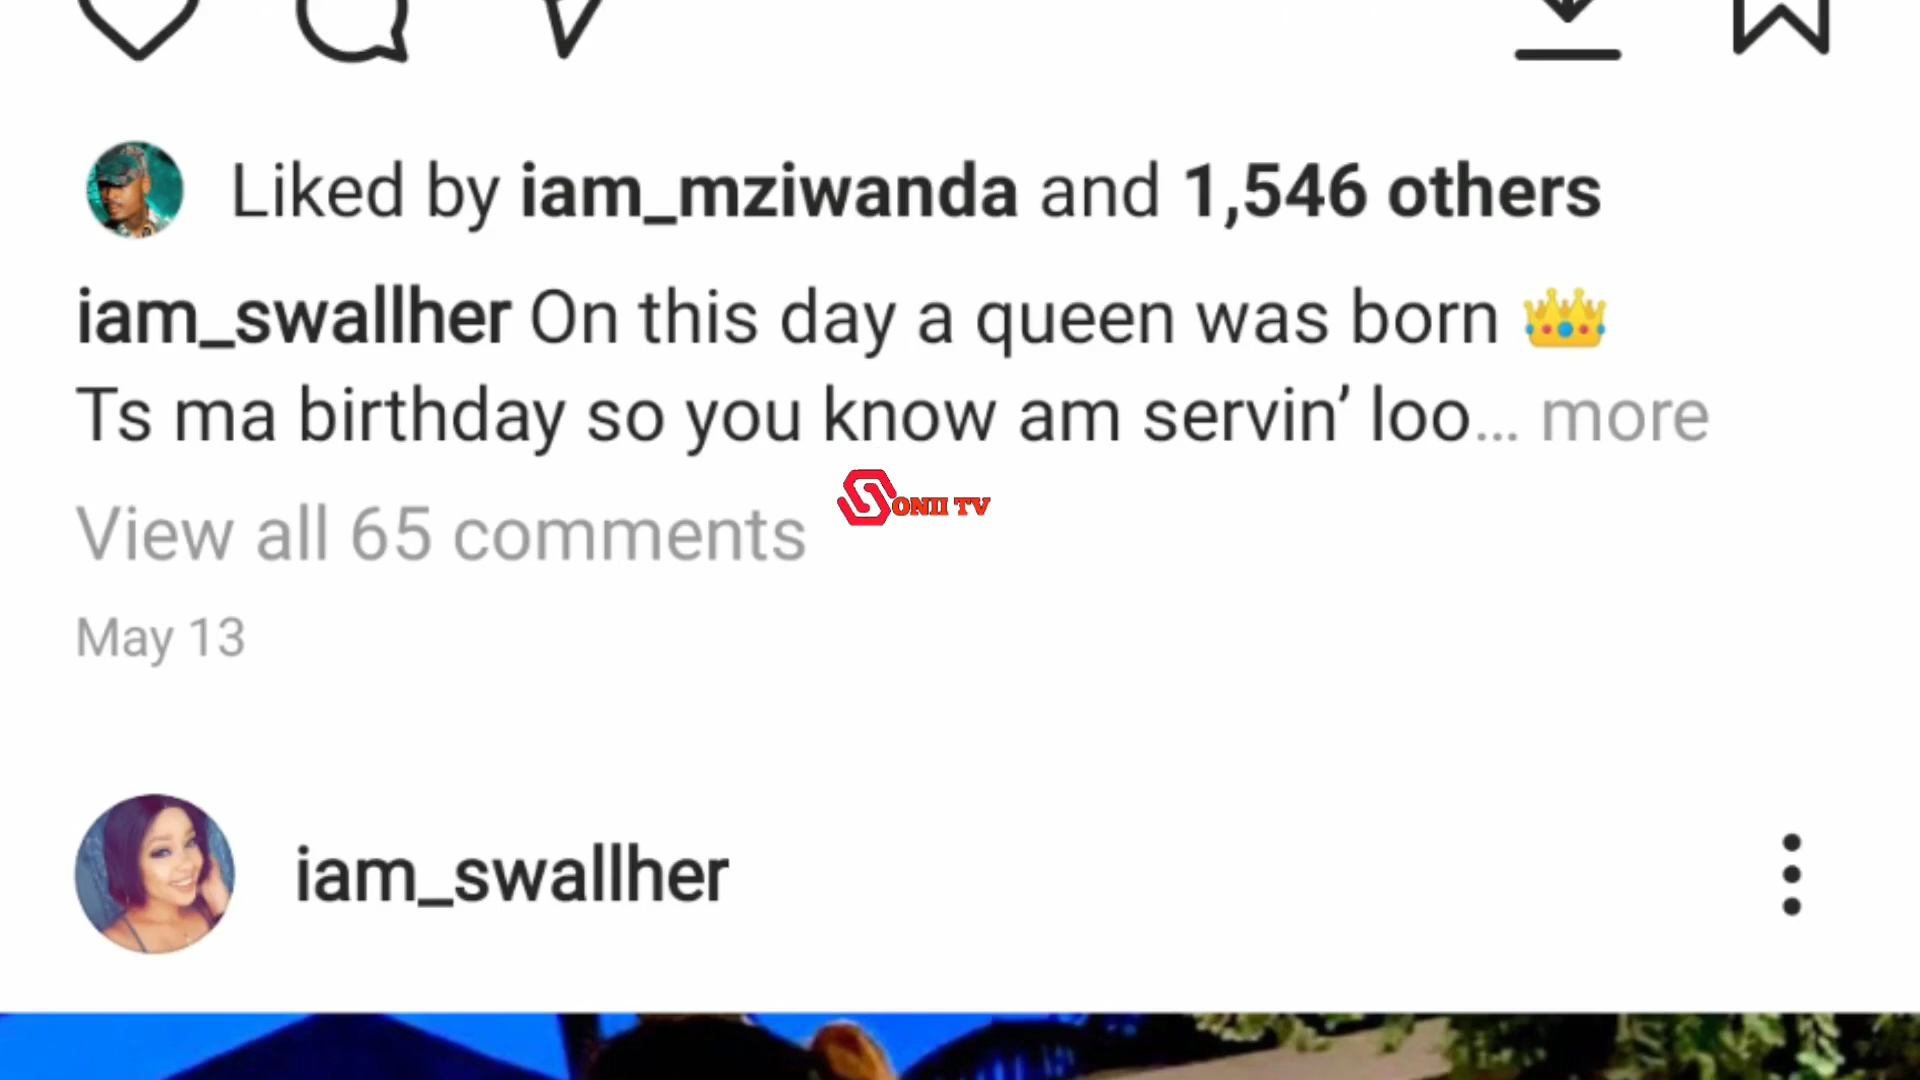 Liked by iam_mziwanda and 1,546 others
iam_swallher On this day a queen was born 👑
Ts ma birthday so you know am servin’ loo... more
SONII TV
View all 65 comments
May 13
iam_swallher